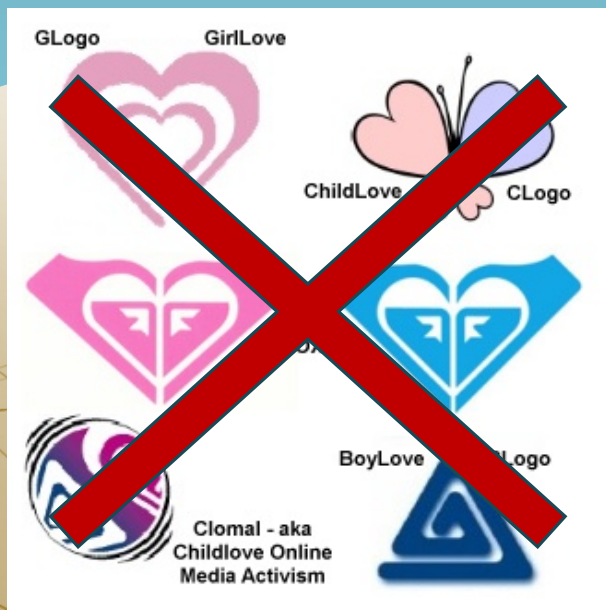 GLogo GirlLove
ChildLove CLogo
BoyLove Logo
Clomal - aka
Childlove Online
Media Activism